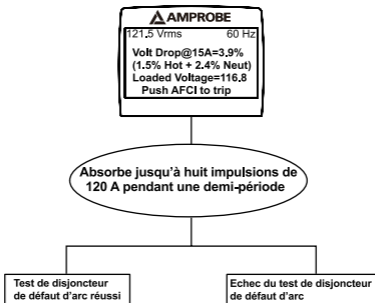 AMPROBE
121.5 Vrms 60 Hz
Volt Drop@15A=3.9%
(1.5% Hot + 2.4% Neut)
Loaded Voltage=116.8
Push AFCI to trip
Absorbe jusqu'à huit impulsions de
120 A pendant une demi-période
Test de disjoncteur
de défaut d'arc réussi
Echec du test de disjoncteur
de défaut d'arc